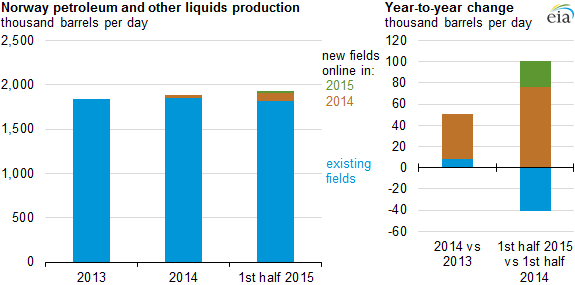 Norway petroleum and other liquids production
thousand barrels per day
2,500
2,000
1,500
1,000
500
0
2013
2014
1st half 2015
new fields
online in:
2015
2014
existing
fields
Year-to-year change
thousand barrels per day
eia
120
100
80
60
40
20
0
-20
-40
-60
2014 vs
2013
1st half 2015
vs 1st half
2014